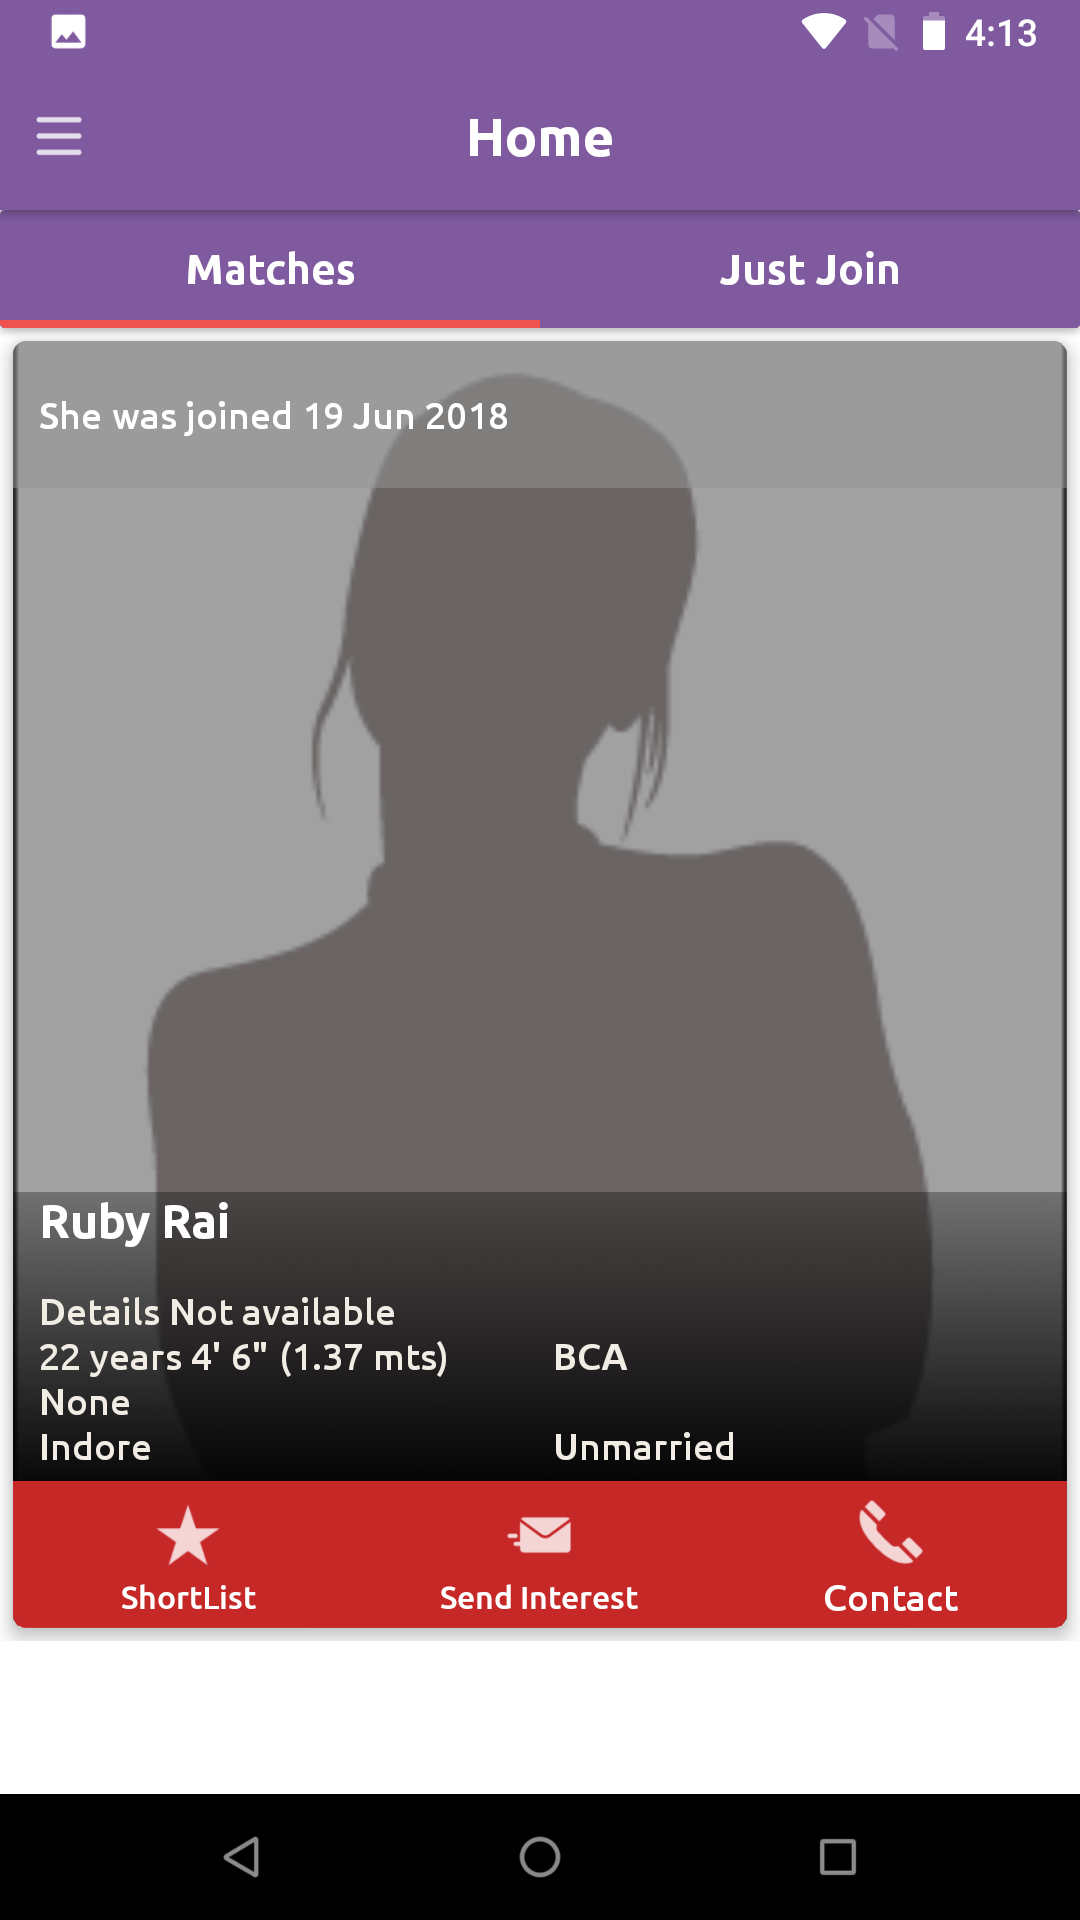 4:13
Home
Matches Just Join
She was joined 19 Jun 2018
Ruby Rai
Details Not available
22 years 4' 6" (1.37 mts) BCA
None
Indore Unmarried
ShortList Send Interest Contact